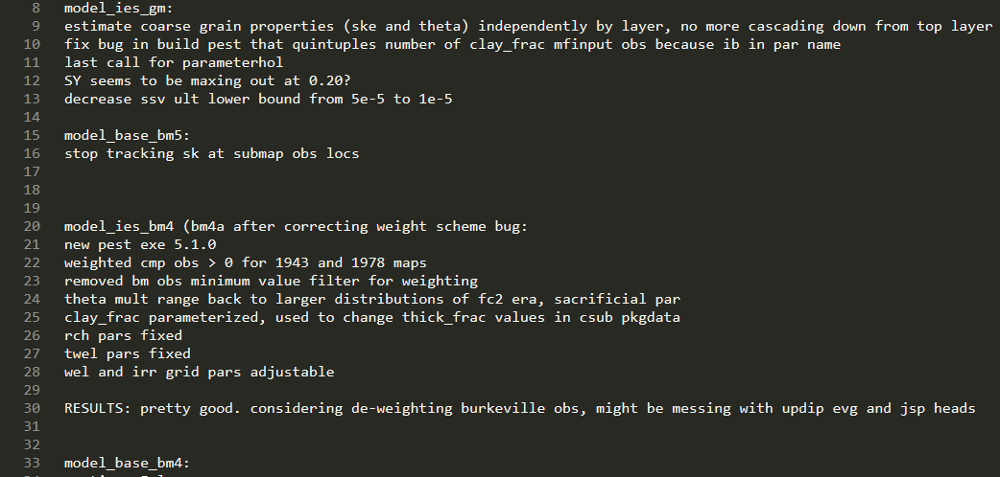 8 model_ies_gm:
9 estimate coarse grain properties (ske and theta) independently by layer, no more cascading down from top layer
10 fix bug in build pest that quintuples number of clay_frac mfinput obs because ib in par name
11 last call for parameterhol
12 SY seems to be maxing out at 0.20?
13 decrease ssv ult lower bound from 5e-5 to 1e-5
14
15 model_base_bm5:
16 stop tracking sk at submap obs locs
17
18
19
20 model_ies_bm4 (bm4a after correcting weight scheme bug:
21 new pest exe 5.1.0
22 weighted cmp obs > 0 for 1943 and 1978 maps
23 removed bm obs minimum value filter for weighting
24 theta mult range back to larger distributions of fc2 era, sacrificial par
25 clay_frac parameterized, used to change thick_frac values in csub pkgdata
26 rch pars fixed
27 twel pars fixed
28 wel and irr grid pars adjustable
29
30 RESULTS: pretty good. considering de-weighting burkeville obs, might be messing with updip evg and jsp heads
31
32
33 model_base_bm4: